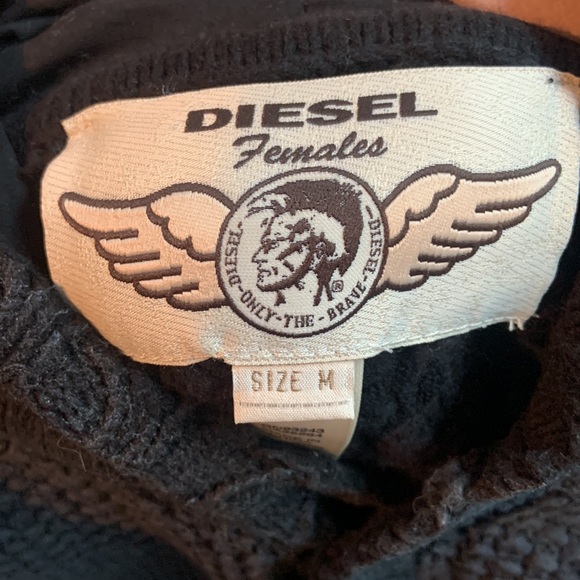 DIESEL
Females
DIESEL-ONLY-THE-BRAVE-DIESEL
®
SIZE M